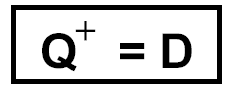 Q⁺ = D